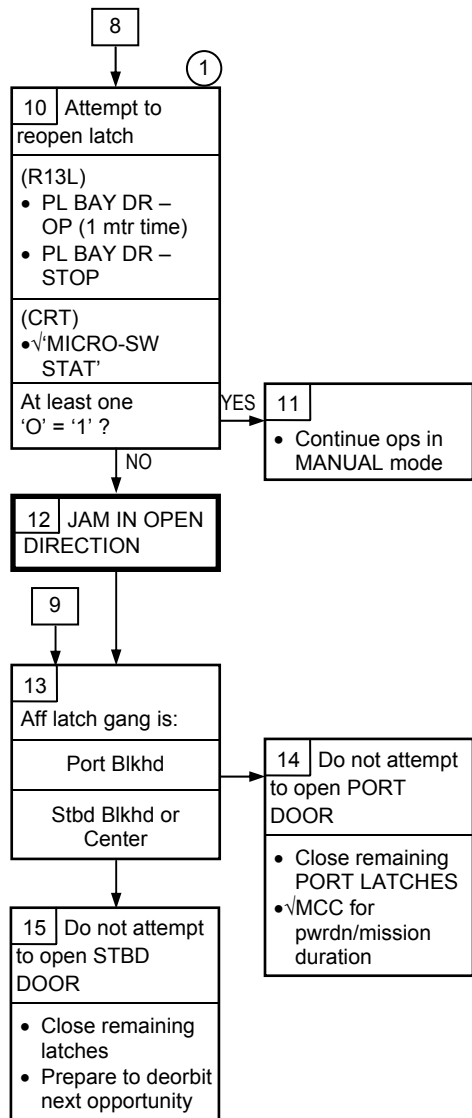 8
1
10 Attempt to
reopen latch
(R13L)
• PL BAY DR –
OP (1 mtr time)
• PL BAY DR –
STOP
(CRT)
•√‘MICRO-SW
STAT’
At least one
‘O’ = ‘1’ ?
YES
11
• Continue ops in
MANUAL mode
NO
12 JAM IN OPEN
DIRECTION
9
13
Aff latch gang is:
Port Blkhd
Stbd Blkhd or
Center
14 Do not attempt
to open PORT
DOOR
• Close remaining
PORT LATCHES
•√MCC for
pwrdn/mission
duration
15 Do not attempt
to open STBD
DOOR
• Close remaining
latches
• Prepare to deorbit
next opportunity